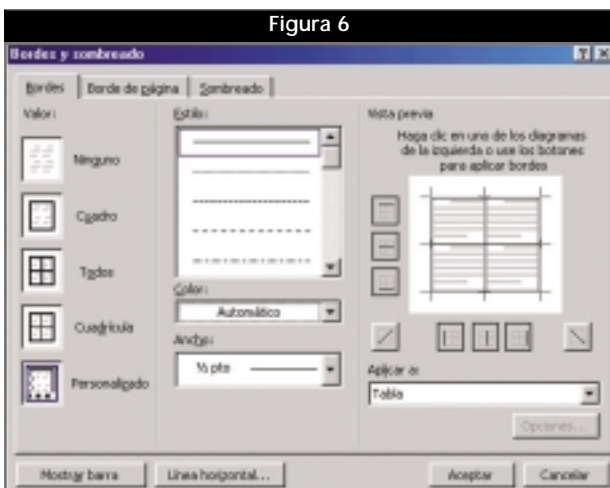 Figura 6
Bordes y sombreado
Bordes
Borde de página
Sombreado
Valor:
Ninguno
Cuadro
Todos
Cuadrícula
Personalizado
Estilo:
Color:
Automático
Ancho:
½ pto
Vista previa
Haga clic en uno de los diagramas
de la izquierda o use los botones
para aplicar bordes
Aplicar a:
Tabla
Opciones...
Mostrar barra
Línea horizontal...
Aceptar
Cancelar